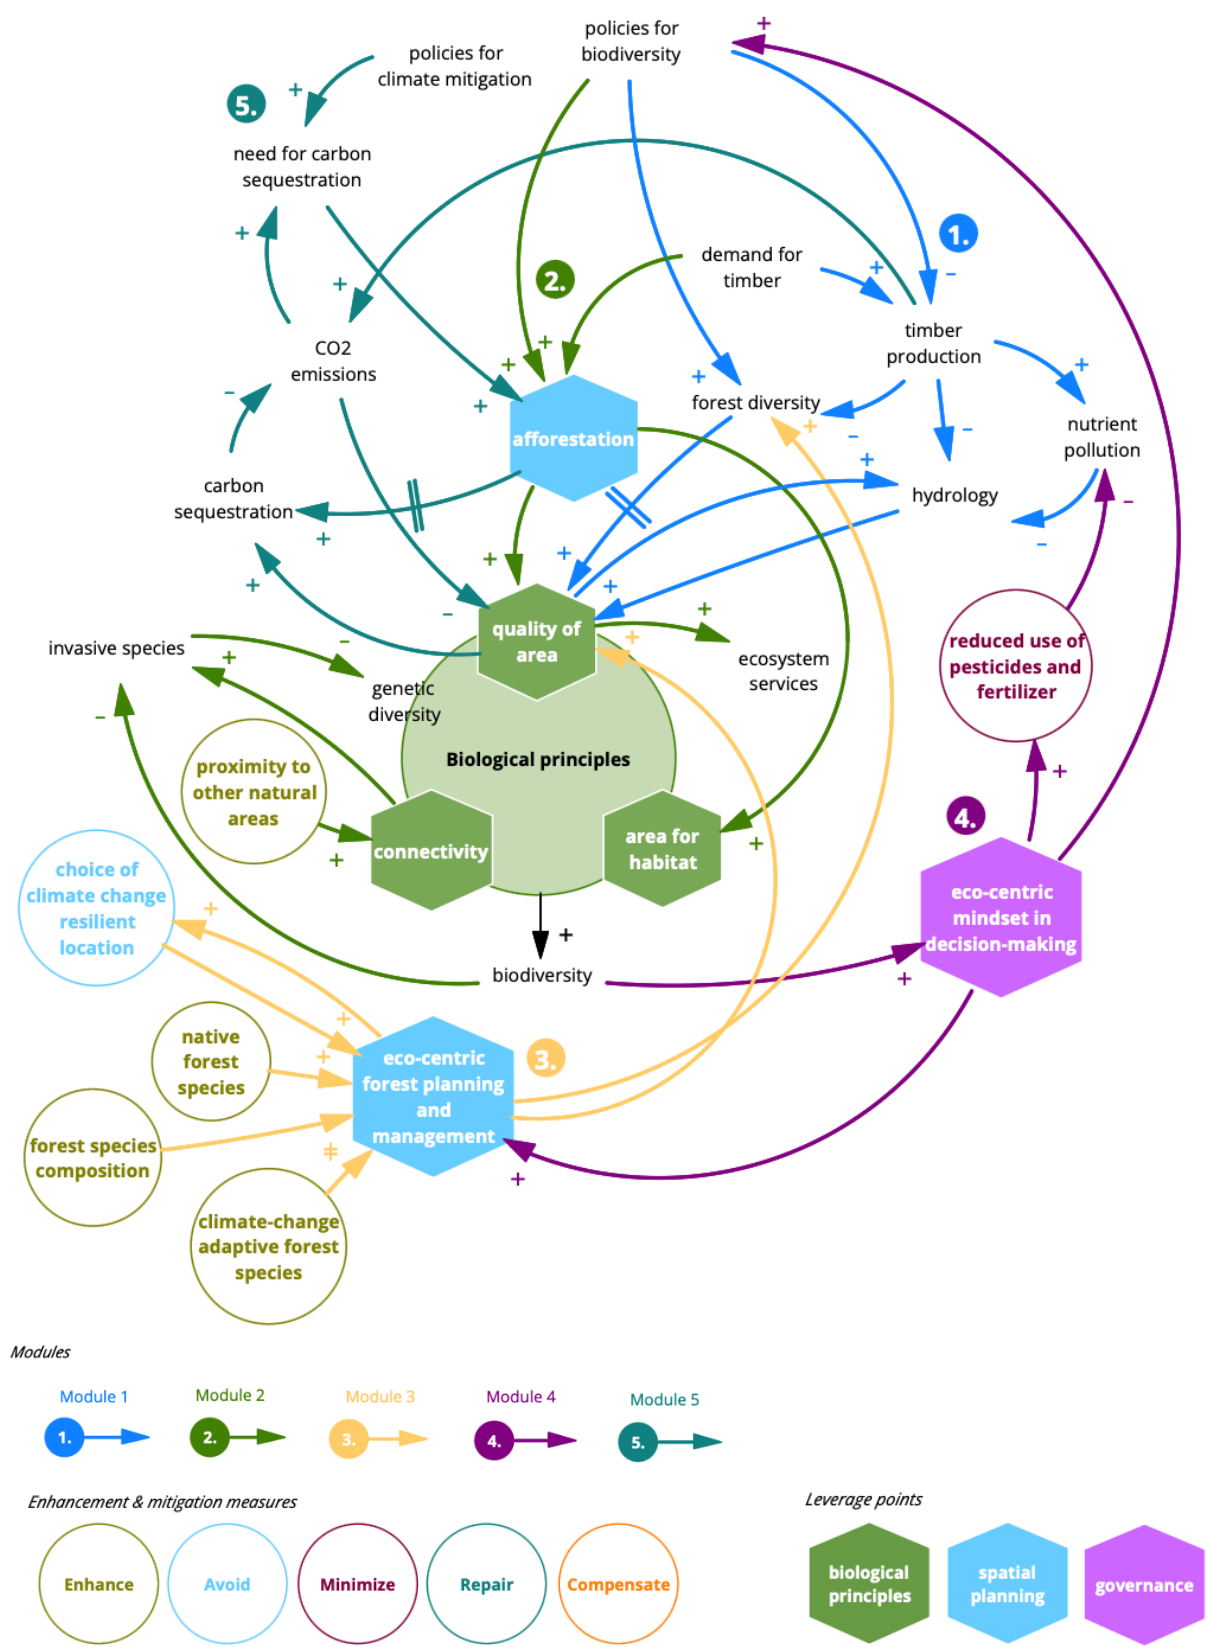 policies for
biodiversity
+
policies for
climate mitigation
+
5.
need for carbon
sequestration
+
1.
demand for
timber
+
−
2.
+
timber
production
CO2
emissions
+
+
+
+
+
−
forest diversity
afforestation
+
−
−
nutrient
pollution
+
carbon
sequestration
hydrology
−
+
−
+
+
+
+
−
quality of
area
+
+
ecosystem
services
invasive species
−
+
genetic
diversity
reduced use of
pesticides and
fertilizer
−
Biological principles
proximity to
other natural
areas
+
+
connectivity
area for
habitat
+
4.
choice of
climate change
resilient
location
+
eco-centric
mindset in
decision-making
+
biodiversity
+
+
native
forest
species
+
eco-centric
forest planning
and
management
3.
forest species
composition
+
+
+
climate-change
adaptive forest
species
Modules
Module 1
Module 2
Module 3
Module 4
Module 5
1.
2.
3.
4.
5.
Enhancement & mitigation measures
Leverage points
Enhance
Avoid
Minimize
Repair
Compensate
biological
principles
spatial
planning
governance